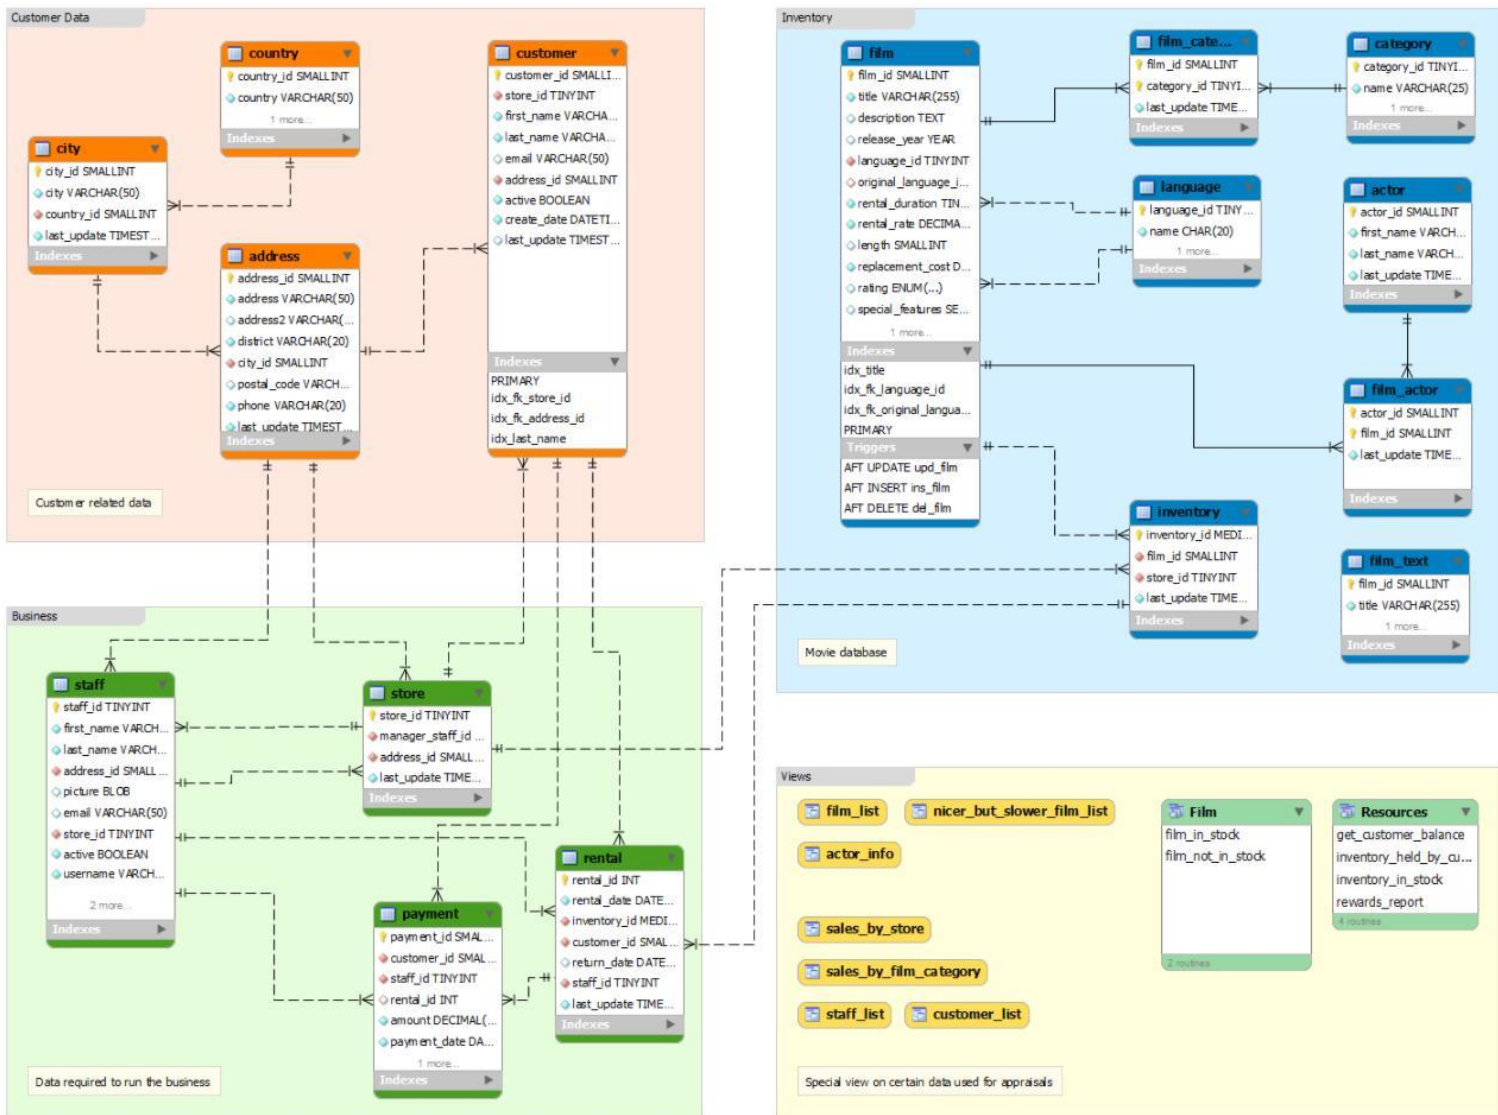 Customer Data
country
country_id SMALLINT
country VARCHAR(50)
1 more...
Indexes
customer
customer_id SMALLI...
store_id TINYINT
first_name VARCHA...
last_name VARCHA...
email VARCHAR(50)
address_id SMALLINT
active BOOLEAN
create_date DATETI...
last_update TIMEST...
Indexes
PRIMARY
idx_fk_store_id
idx_fk_address_id
idx_last_name
city
city_id SMALLINT
city VARCHAR(50)
country_id SMALLINT
last_update TIMEST...
Indexes
address
address_id SMALLINT
address VARCHAR(50)
address2 VARCHAR(...
district VARCHAR(20)
city_id SMALLINT
postal_code VARCH...
phone VARCHAR(20)
last_update TIMEST...
Indexes
Customer related data
Inventory
film
film_id SMALLINT
title VARCHAR(255)
description TEXT
release_year YEAR
language_id TINYINT
original_language_i...
rental_duration TIN...
rental_rate DECIMA...
length SMALLINT
replacement_cost D...
rating ENUM(...)
special_features SE...
1 more...
Indexes
idx_title
idx_fk_language_id
idx_fk_original_langua...
PRIMARY
Triggers
AFT UPDATE upd_film
AFT INSERT ins_film
AFT DELETE del_film
film_cate...
film_id SMALLINT
category_id TINYI...
last_update TIME...
Indexes
category
category_id TINYI...
name VARCHAR(25)
1 more...
Indexes
language
language_id TINY...
name CHAR(20)
1 more...
Indexes
actor
actor_id SMALLINT
first_name VARCH...
last_name VARCH...
last_update TIME...
Indexes
film_actor
actor_id SMALLINT
film_id SMALLINT
last_update TIME...
Indexes
inventory
inventory_id MEDI...
film_id SMALLINT
store_id TINYINT
last_update TIME...
Indexes
film_text
film_id SMALLINT
title VARCHAR(255)
1 more...
Indexes
Movie database
Business
staff
staff_id TINYINT
first_name VARCH...
last_name VARCH...
address_id SMALL...
picture BLOB
email VARCHAR(50)
store_id TINYINT
active BOOLEAN
username VARCH...
2 more...
Indexes
store
store_id TINYINT
manager_staff_id ...
address_id SMALL...
last_update TIME...
Indexes
rental
rental_id INT
rental_date DATE...
inventory_id MEDI...
customer_id SMAL...
return_date DATE...
staff_id TINYINT
last_update TIME...
Indexes
payment
payment_id SMAL...
customer_id SMAL...
staff_id TINYINT
rental_id INT
amount DECIMAL(...
payment_date DA...
1 more...
Indexes
Data required to run the business
Views
film_list
nicer_but_slower_film_list
actor_info
sales_by_store
sales_by_film_category
staff_list
customer_list
Film
film_in_stock
film_not_in_stock
2 routines
Resources
get_customer_balance
inventory_held_by_cu...
inventory_in_stock
rewards_report
4 routines
Special view on certain data used for appraisals